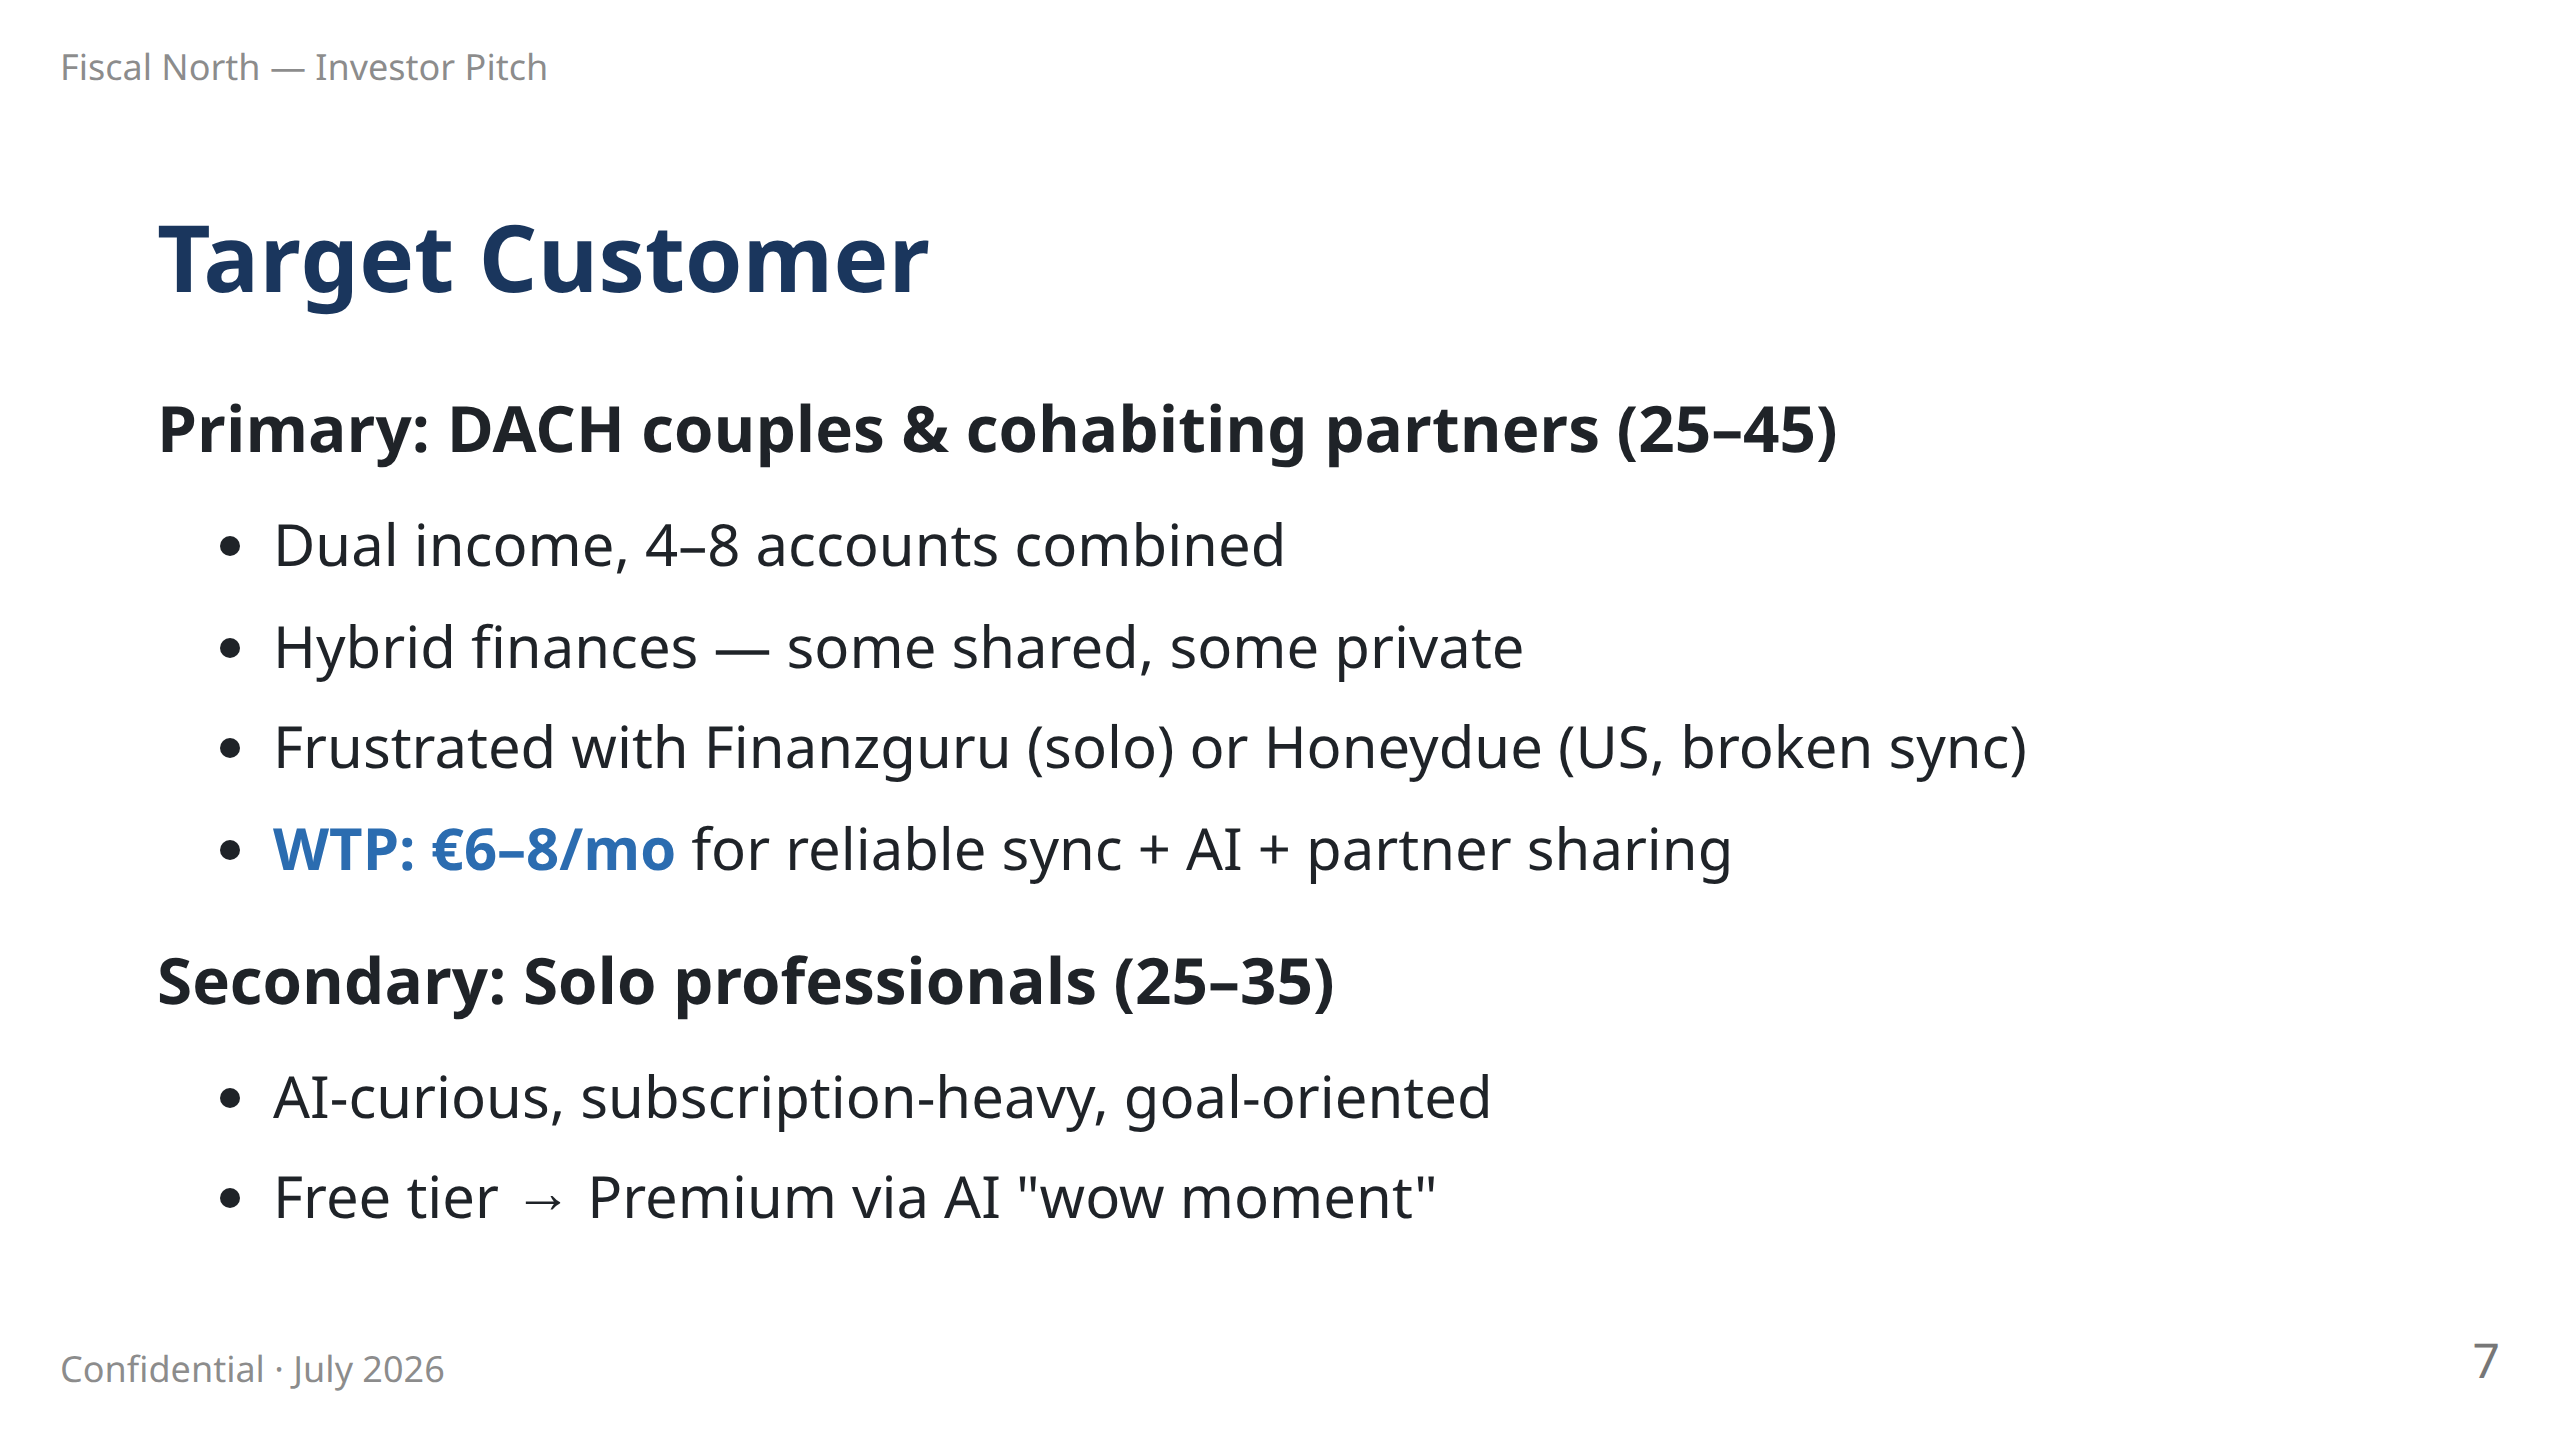 Fiscal North — Investor Pitch
Target Customer
Primary: DACH couples & cohabiting partners (25–45)
• Dual income, 4–8 accounts combined
• Hybrid finances — some shared, some private
• Frustrated with Finanzguru (solo) or Honeydue (US, broken sync)
• WTP: €6–8/mo for reliable sync + AI + partner sharing
Secondary: Solo professionals (25–35)
• AI-curious, subscription-heavy, goal-oriented
• Free tier → Premium via AI "wow moment"
Confidential · July 2026
7